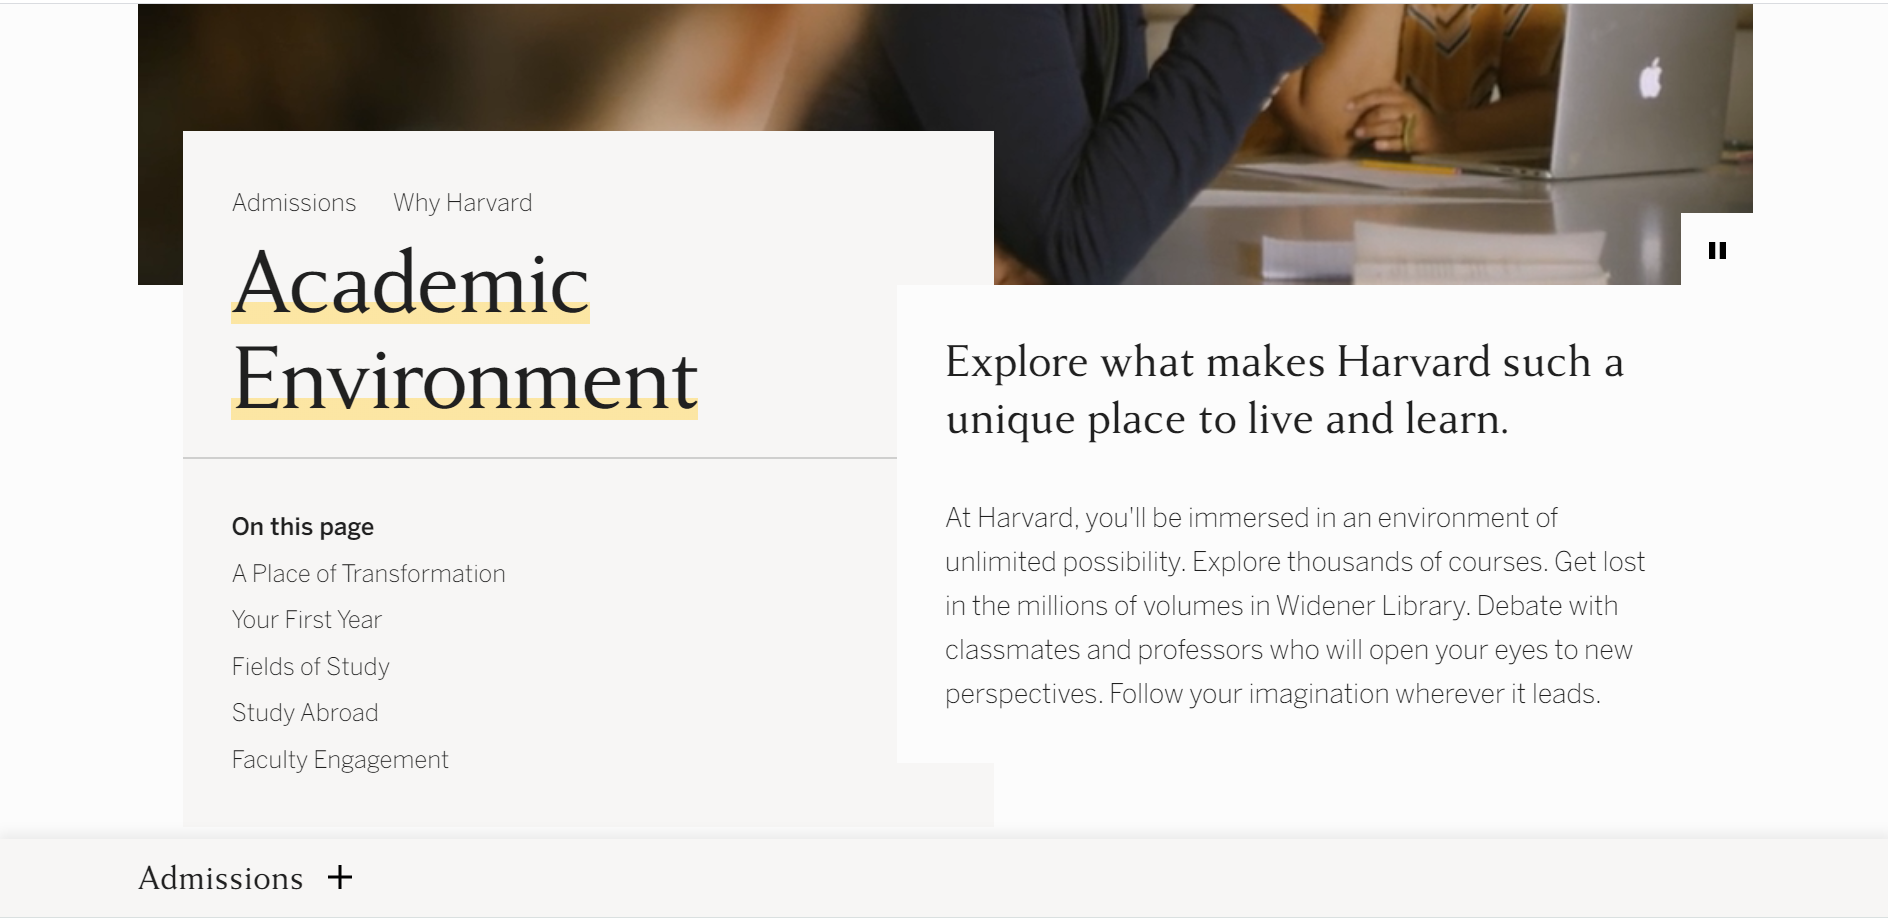 Admissions Why Harvard
Academic
Environment
On this page
A Place of Transformation
Your First Year
Fields of Study
Study Abroad
Faculty Engagement
Explore what makes Harvard such a
unique place to live and learn.
At Harvard, you'll be immersed in an environment of
unlimited possibility. Explore thousands of courses. Get lost
in the millions of volumes in Widener Library. Debate with
classmates and professors who will open your eyes to new
perspectives. Follow your imagination wherever it leads.
Admissions